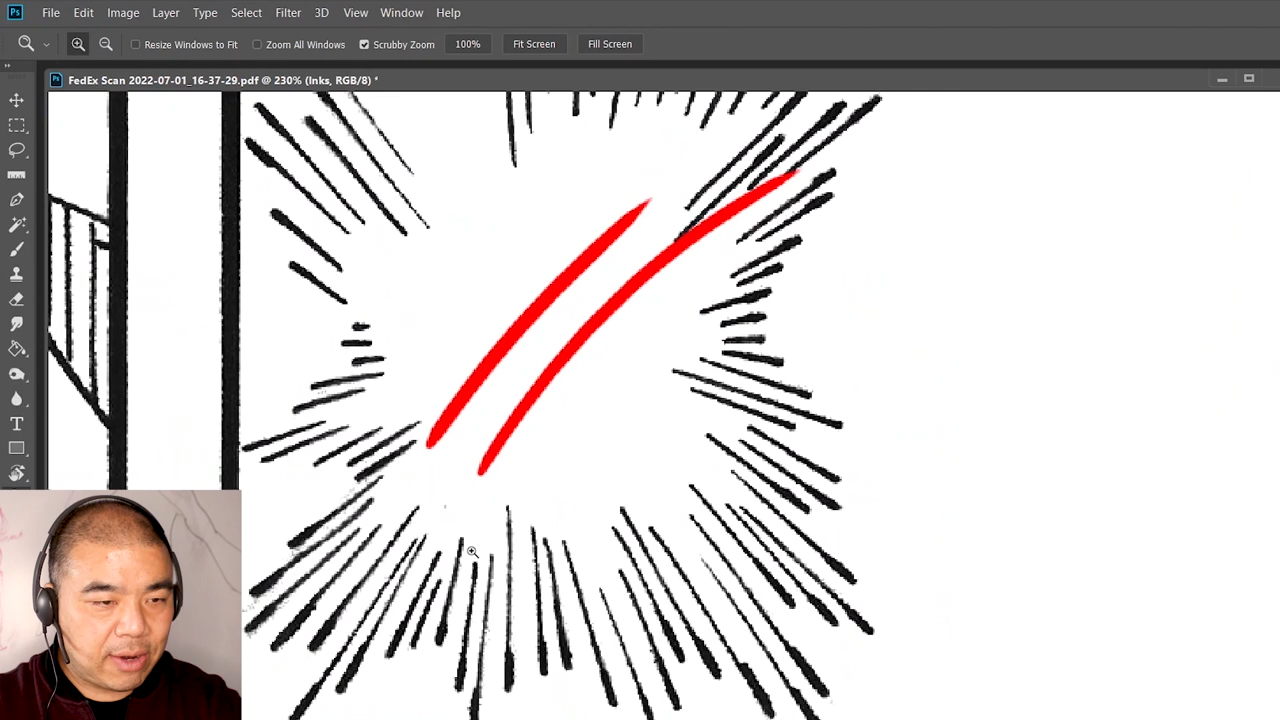 Ps File Edit Image Layer Type Select Filter 3D View Window Help
Resize Windows to Fit Zoom All Windows Scrubby Zoom 100% Fit Screen Fill Screen
Ps FedEx Scan 2022-07-01_16-37-29.pdf @ 230% (Inks, RGB/8) *
T